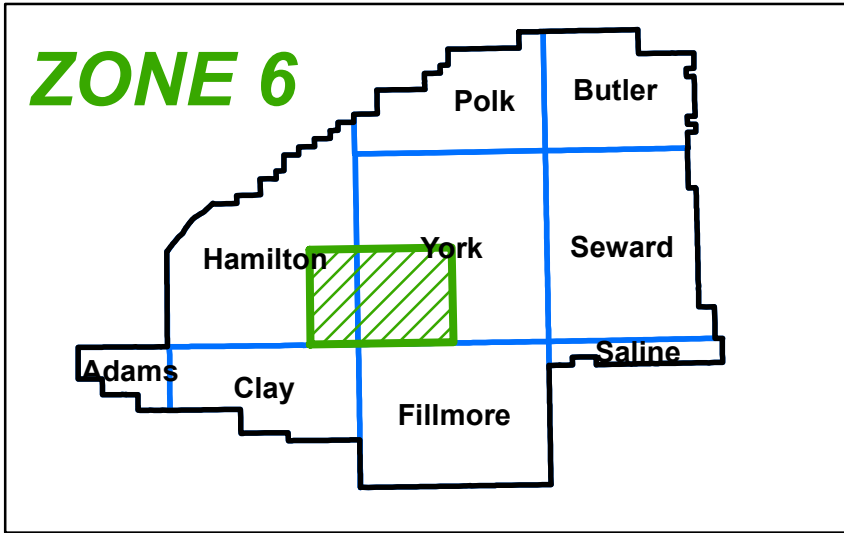 ZONE 6
Polk
Butler
Hamilton
York
Seward
Adams
Clay
Fillmore
Saline